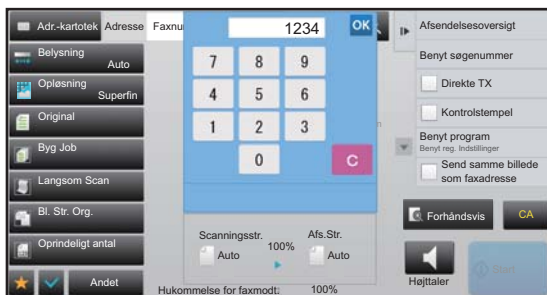 Adr.-kartotek
Adresse
Faxnu
1234
OK
Afsendelsesoversigt
Belysning
Auto
Opløsning
Superfin
Original
Byg Job
Langsom Scan
Bl. Str. Org.
Oprindeligt antal
Andet
7 8 9
4 5 6
1 2 3
0 C
n
Scanningsstr.
100%
Afs.Str.
Auto
Auto
Hukommelse for faxmodt:
100%
Benyt søgenummer
Direkte TX
Kontrolstempel
Benyt program
Benyt reg. Indstillinger
Send samme billede
som faxadresse
Forhåndsvis
CA
Højttaler
Start